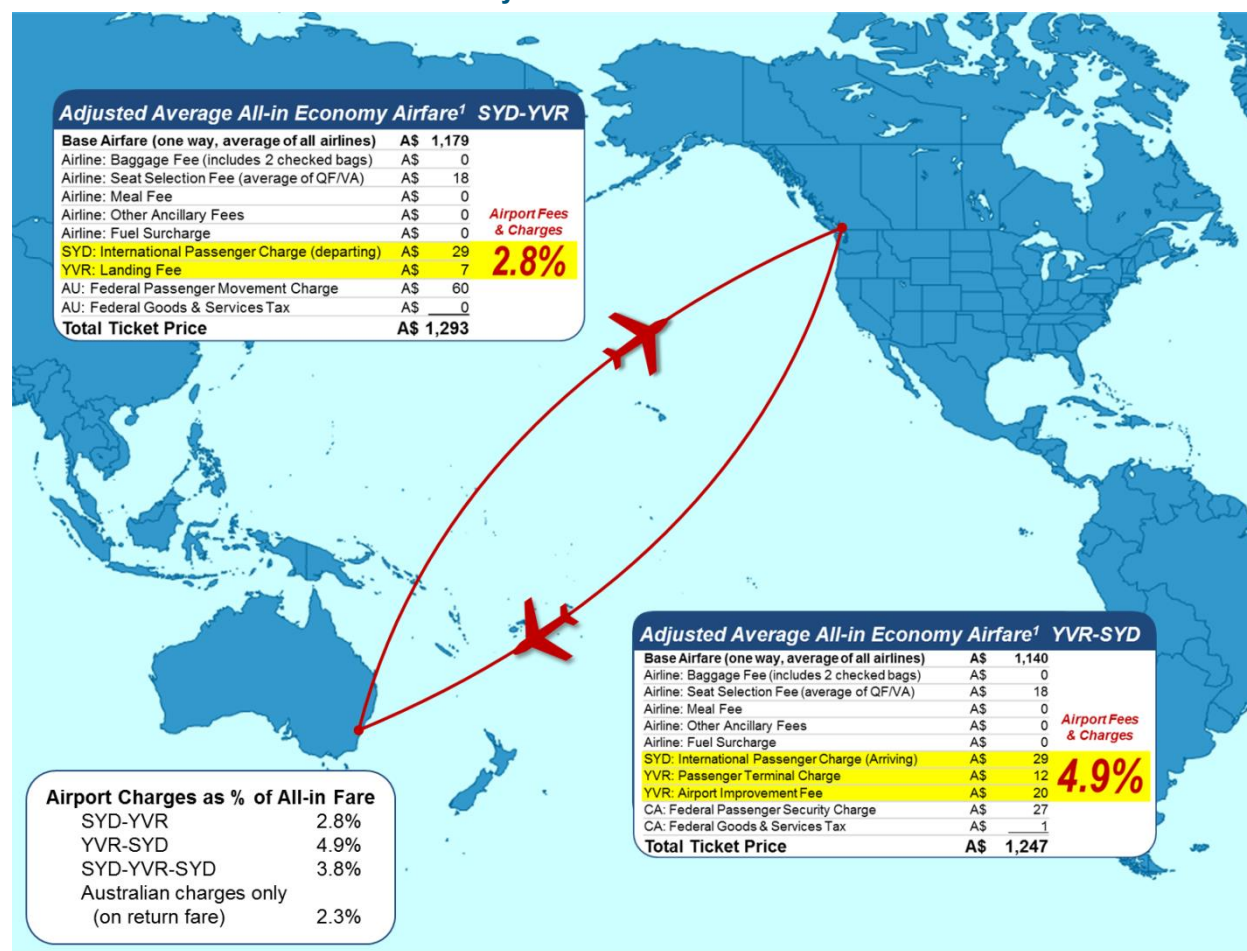 Adjusted Average All-in Economy Airfare¹ SYD-YVR
Base Airfare (one way, average of all airlines) A$ 1,179
Airline: Baggage Fee (includes 2 checked bags) A$ 0
Airline: Seat Selection Fee (average of QF/VA) A$ 18
Airline: Meal Fee A$ 0
Airline: Other Ancillary Fees A$ 0
Airline: Fuel Surcharge A$ 0
SYD: International Passenger Charge (departing) A$ 29
YVR: Landing Fee A$ 7
AU: Federal Passenger Movement Charge A$ 60
AU: Federal Goods & Services Tax A$ 0
Total Ticket Price A$ 1,293
Airport Fees
& Charges
2.8%
Adjusted Average All-in Economy Airfare¹ YVR-SYD
Base Airfare (one way, average of all airlines) A$ 1,140
Airline: Baggage Fee (includes 2 checked bags) A$ 0
Airline: Seat Selection Fee (average of QF/VA) A$ 18
Airline: Meal Fee A$ 0
Airline: Other Ancillary Fees A$ 0
Airline: Fuel Surcharge A$ 0
SYD: International Passenger Charge (Arriving) A$ 29
YVR: Passenger Terminal Charge A$ 12
YVR: Airport Improvement Fee A$ 20
CA: Federal Passenger Security Charge A$ 27
CA: Federal Goods & Services Tax A$ 1
Total Ticket Price A$ 1,247
Airport Fees
& Charges
4.9%
Airport Charges as % of All-in Fare
SYD-YVR 2.8%
YVR-SYD 4.9%
SYD-YVR-SYD 3.8%
Australian charges only
(on return fare) 2.3%